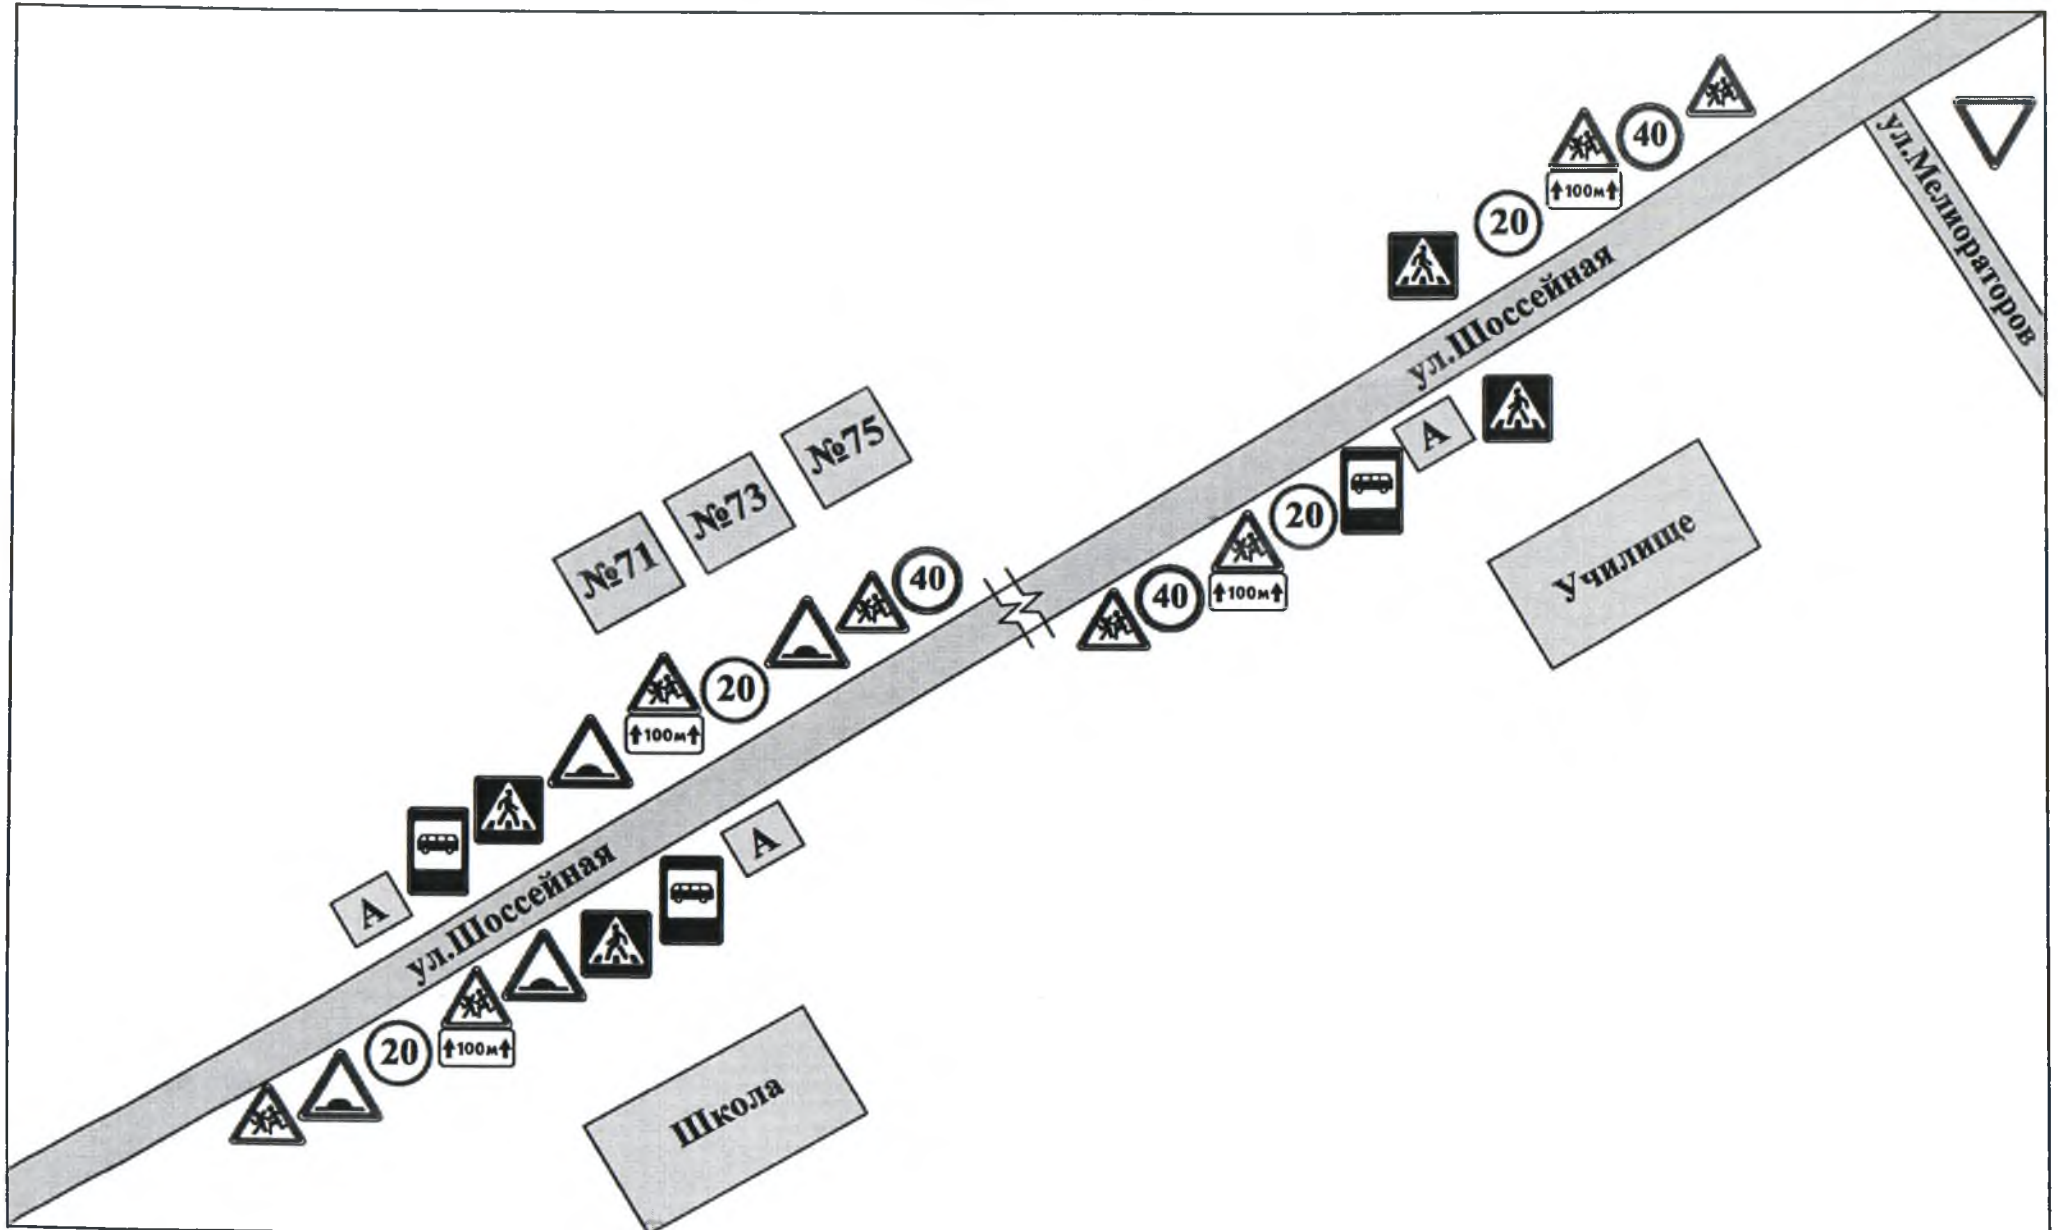 40
100м
20
ул.Мелиораторов
ул.Шоссейная
№75
№73
№71
А
20
40
100м
Училище
40
20
100м
А
А
ул.Шоссейная
20
100м
Школа